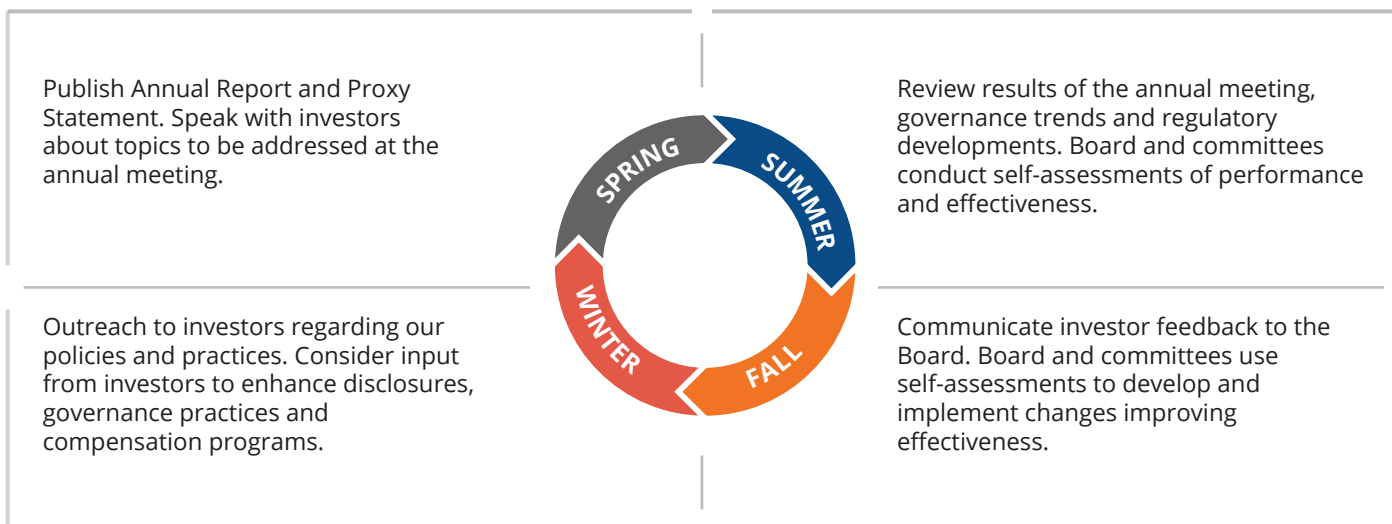 Publish Annual Report and Proxy
Statement. Speak with investors
about topics to be addressed at the
annual meeting.
SPRING
SUMMER
Review results of the annual meeting,
governance trends and regulatory
developments. Board and committees
conduct self-assessments of performance
and effectiveness.
Outreach to investors regarding our
policies and practices. Consider input
from investors to enhance disclosures,
governance practices and
compensation programs.
WINTER
FALL
Communicate investor feedback to the
Board. Board and committees use
self-assessments to develop and
implement changes improving
effectiveness.